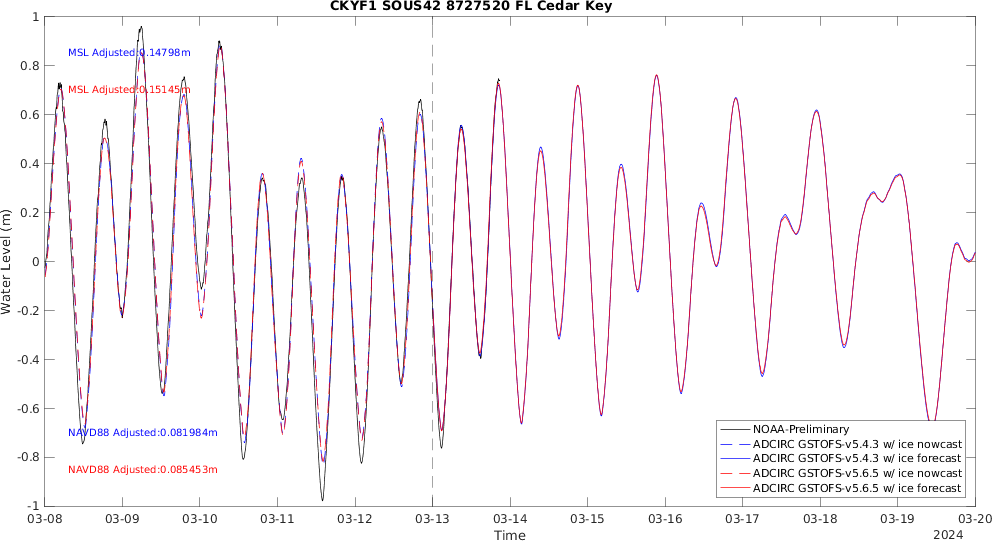 CKYF1 SOUS42 8727520 FL Cedar Key
1
0.8
0.6
0.4
0.2
0
-0.2
-0.4
-0.6
-0.8
-1
Water Level (m)
MSL Adjusted:0.14798m
MSL Adjusted:0.15145m
NAVD88 Adjusted:0.081984m
NAVD88 Adjusted:0.085453m
NOAA-Preliminary
ADCIRC GSTOFS-v5.4.3 w/ ice nowcast
ADCIRC GSTOFS-v5.4.3 w/ ice forecast
ADCIRC GSTOFS-v5.6.5 w/ ice nowcast
ADCIRC GSTOFS-v5.6.5 w/ ice forecast
03-08 03-09 03-10 03-11 03-12 03-13 03-14 03-15 03-16 03-17 03-18 03-19 03-20
Time
2024